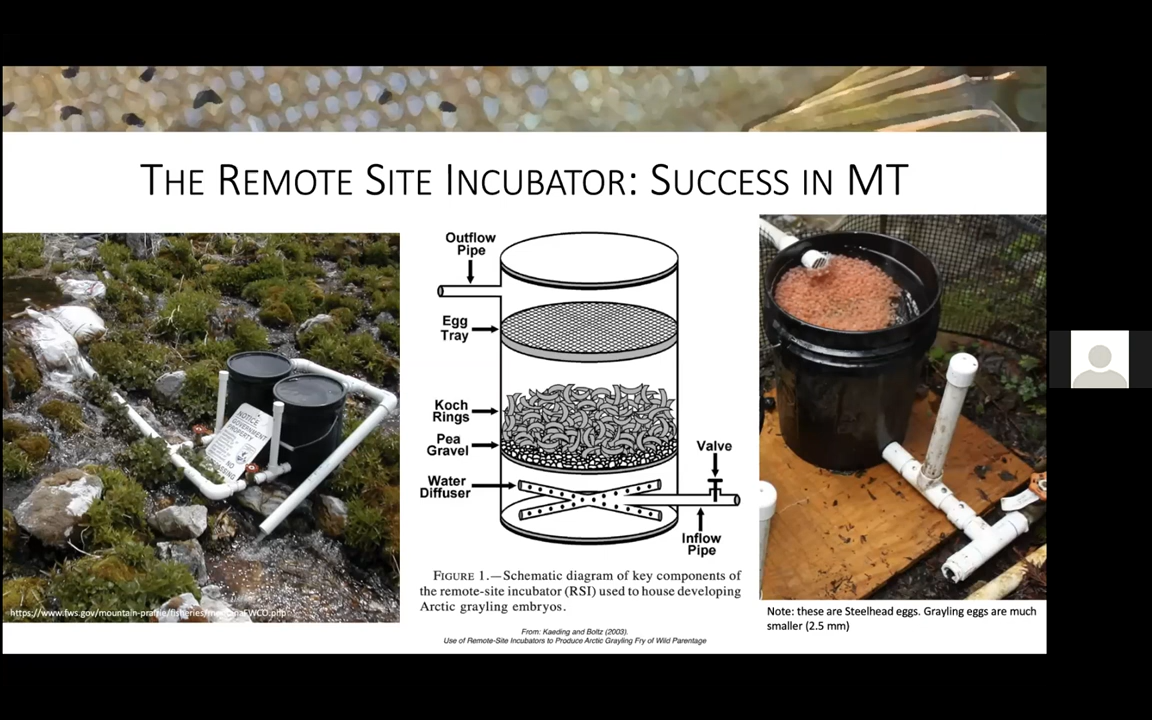 THE REMOTE SITE INCUBATOR: SUCCESS IN MT
NOTICE
GOVERNMENT
PROPERTY
NO
https://www.fws.gov/mountain-prairie/fisheries/
Outflow
Pipe
Egg
Tray
Koch
Rings
Pea
Gravel
Water
Diffuser
Valve
Inflow
Pipe
FIGURE 1.—Schematic diagram of key components of
the remote-site incubator (RSI) used to house developing
Arctic grayling embryos.
From: Kaeding and Boltz (2003).
Use of Remote-Site Incubators to Produce Arctic Grayling Fry of Wild Parentage
Note: these are Steelhead eggs. Grayling eggs are much
smaller (2.5 mm)